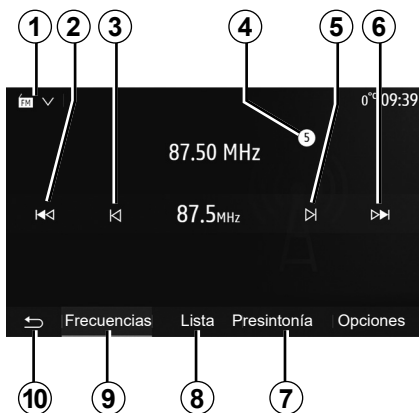 1 2 3 4 5 6
FM 0°C 09:39
5
87.50 MHz
87.5MHz
Frecuencias Lista Presintonía Opciones
10 9 8 7